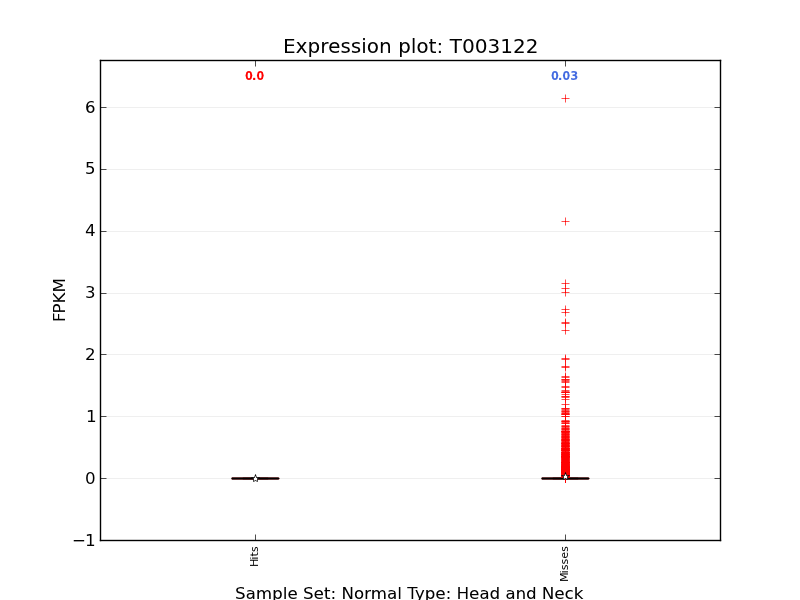 Expression plot: T003122
0.0
0.03
6
5
4
3
2
1
0
−1
FPKM
Hits
Misses
Sample Set: Normal Type: Head and Neck